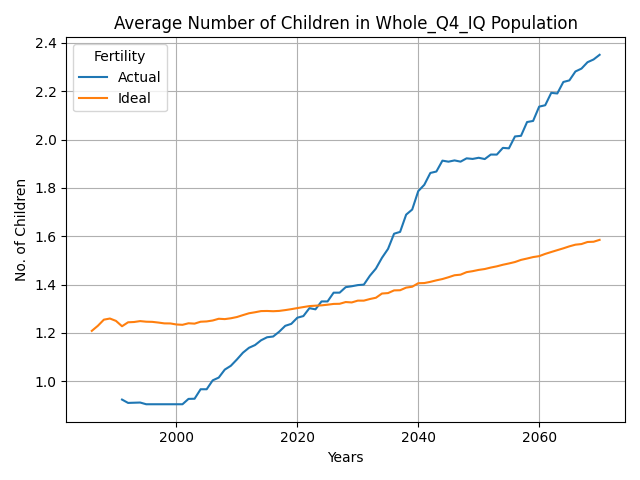 Average Number of Children in Whole_Q4_IQ Population
Fertility
Actual
Ideal
No. of Children
2.4
2.2
2.0
1.8
1.6
1.4
1.2
1.0
2000 2020 2040 2060
Years